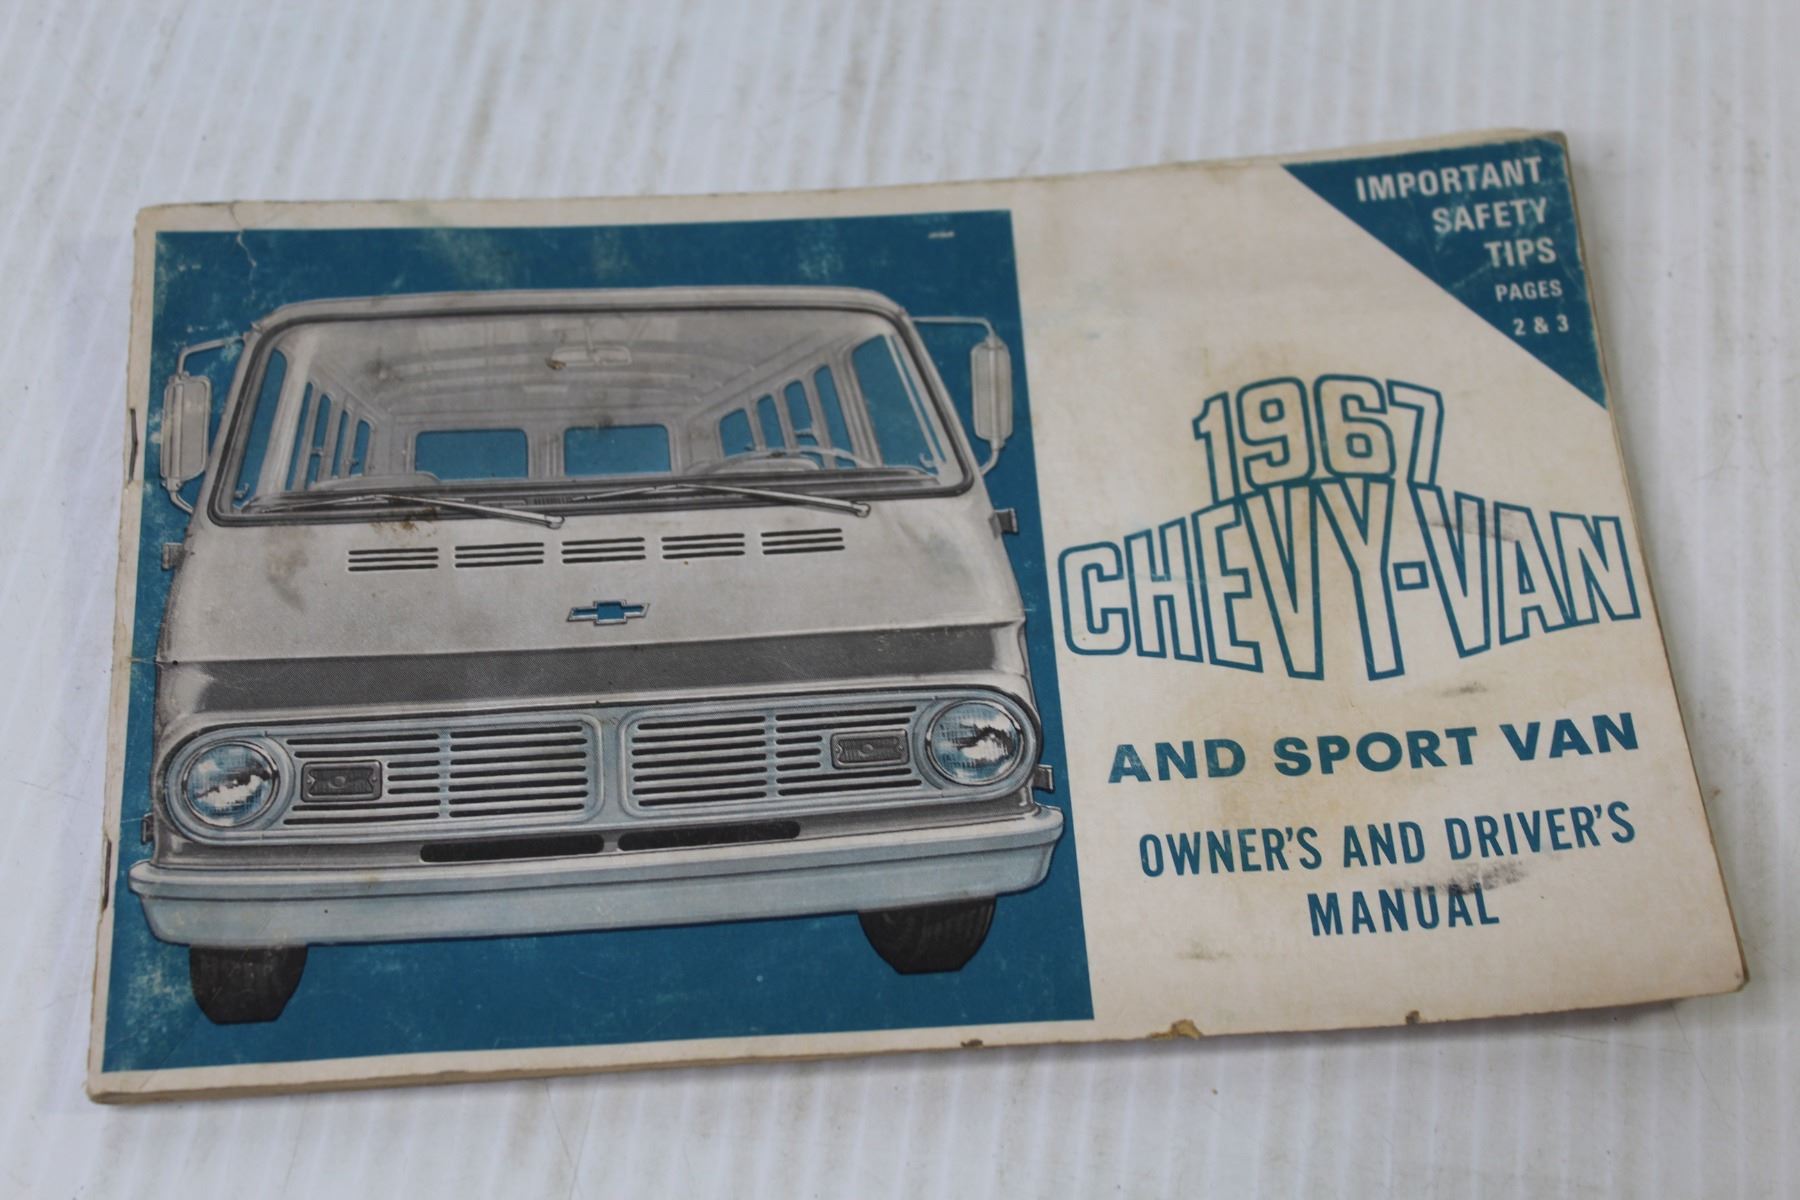 IMPORTANT
SAFETY
TIPS
PAGES
2 & 3
1967
CHEVY-VAN
AND SPORT VAN
OWNER'S AND DRIVER'S
MANUAL